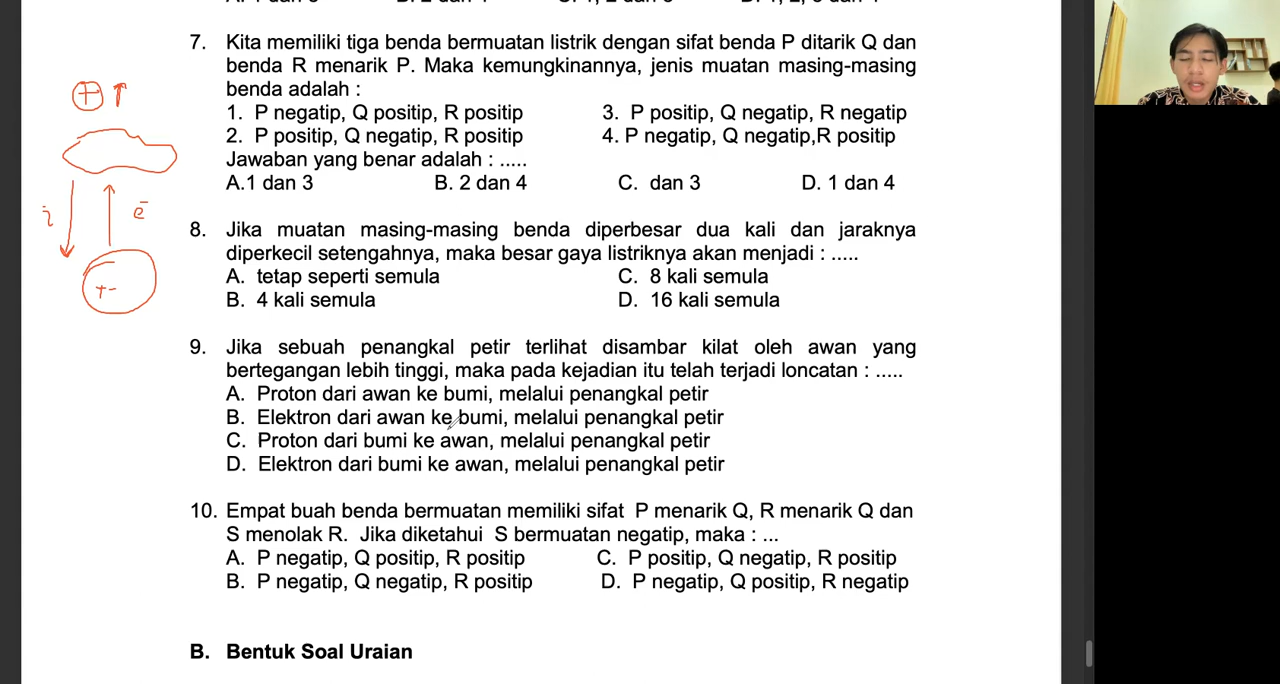 7. Kita memiliki tiga benda bermuatan listrik dengan sifat benda P ditarik Q dan
benda R menarik P. Maka kemungkinannya, jenis muatan masing-masing
benda adalah :
1. P negatip, Q positip, R positip 3. P positip, Q negatip, R negatip
2. P positip, Q negatip, R positip 4. P negatip, Q negatip,R positip
Jawaban yang benar adalah : .....
A.1 dan 3 B. 2 dan 4 C. dan 3 D. 1 dan 4
+
i e-
+-
8. Jika muatan masing-masing benda diperbesar dua kali dan jaraknya
diperkecil setengahnya, maka besar gaya listriknya akan menjadi : .....
A. tetap seperti semula C. 8 kali semula
B. 4 kali semula D. 16 kali semula
9. Jika sebuah penangkal petir terlihat disambar kilat oleh awan yang
bertegangan lebih tinggi, maka pada kejadian itu telah terjadi loncatan : .....
A. Proton dari awan ke bumi, melalui penangkal petir
B. Elektron dari awan ke bumi, melalui penangkal petir
C. Proton dari bumi ke awan, melalui penangkal petir
D. Elektron dari bumi ke awan, melalui penangkal petir
10. Empat buah benda bermuatan memiliki sifat P menarik Q, R menarik Q dan
S menolak R. Jika diketahui S bermuatan negatip, maka : ...
A. P negatip, Q positip, R positip C. P positip, Q negatip, R positip
B. P negatip, Q negatip, R positip D. P negatip, Q positip, R negatip
B. Bentuk Soal Uraian